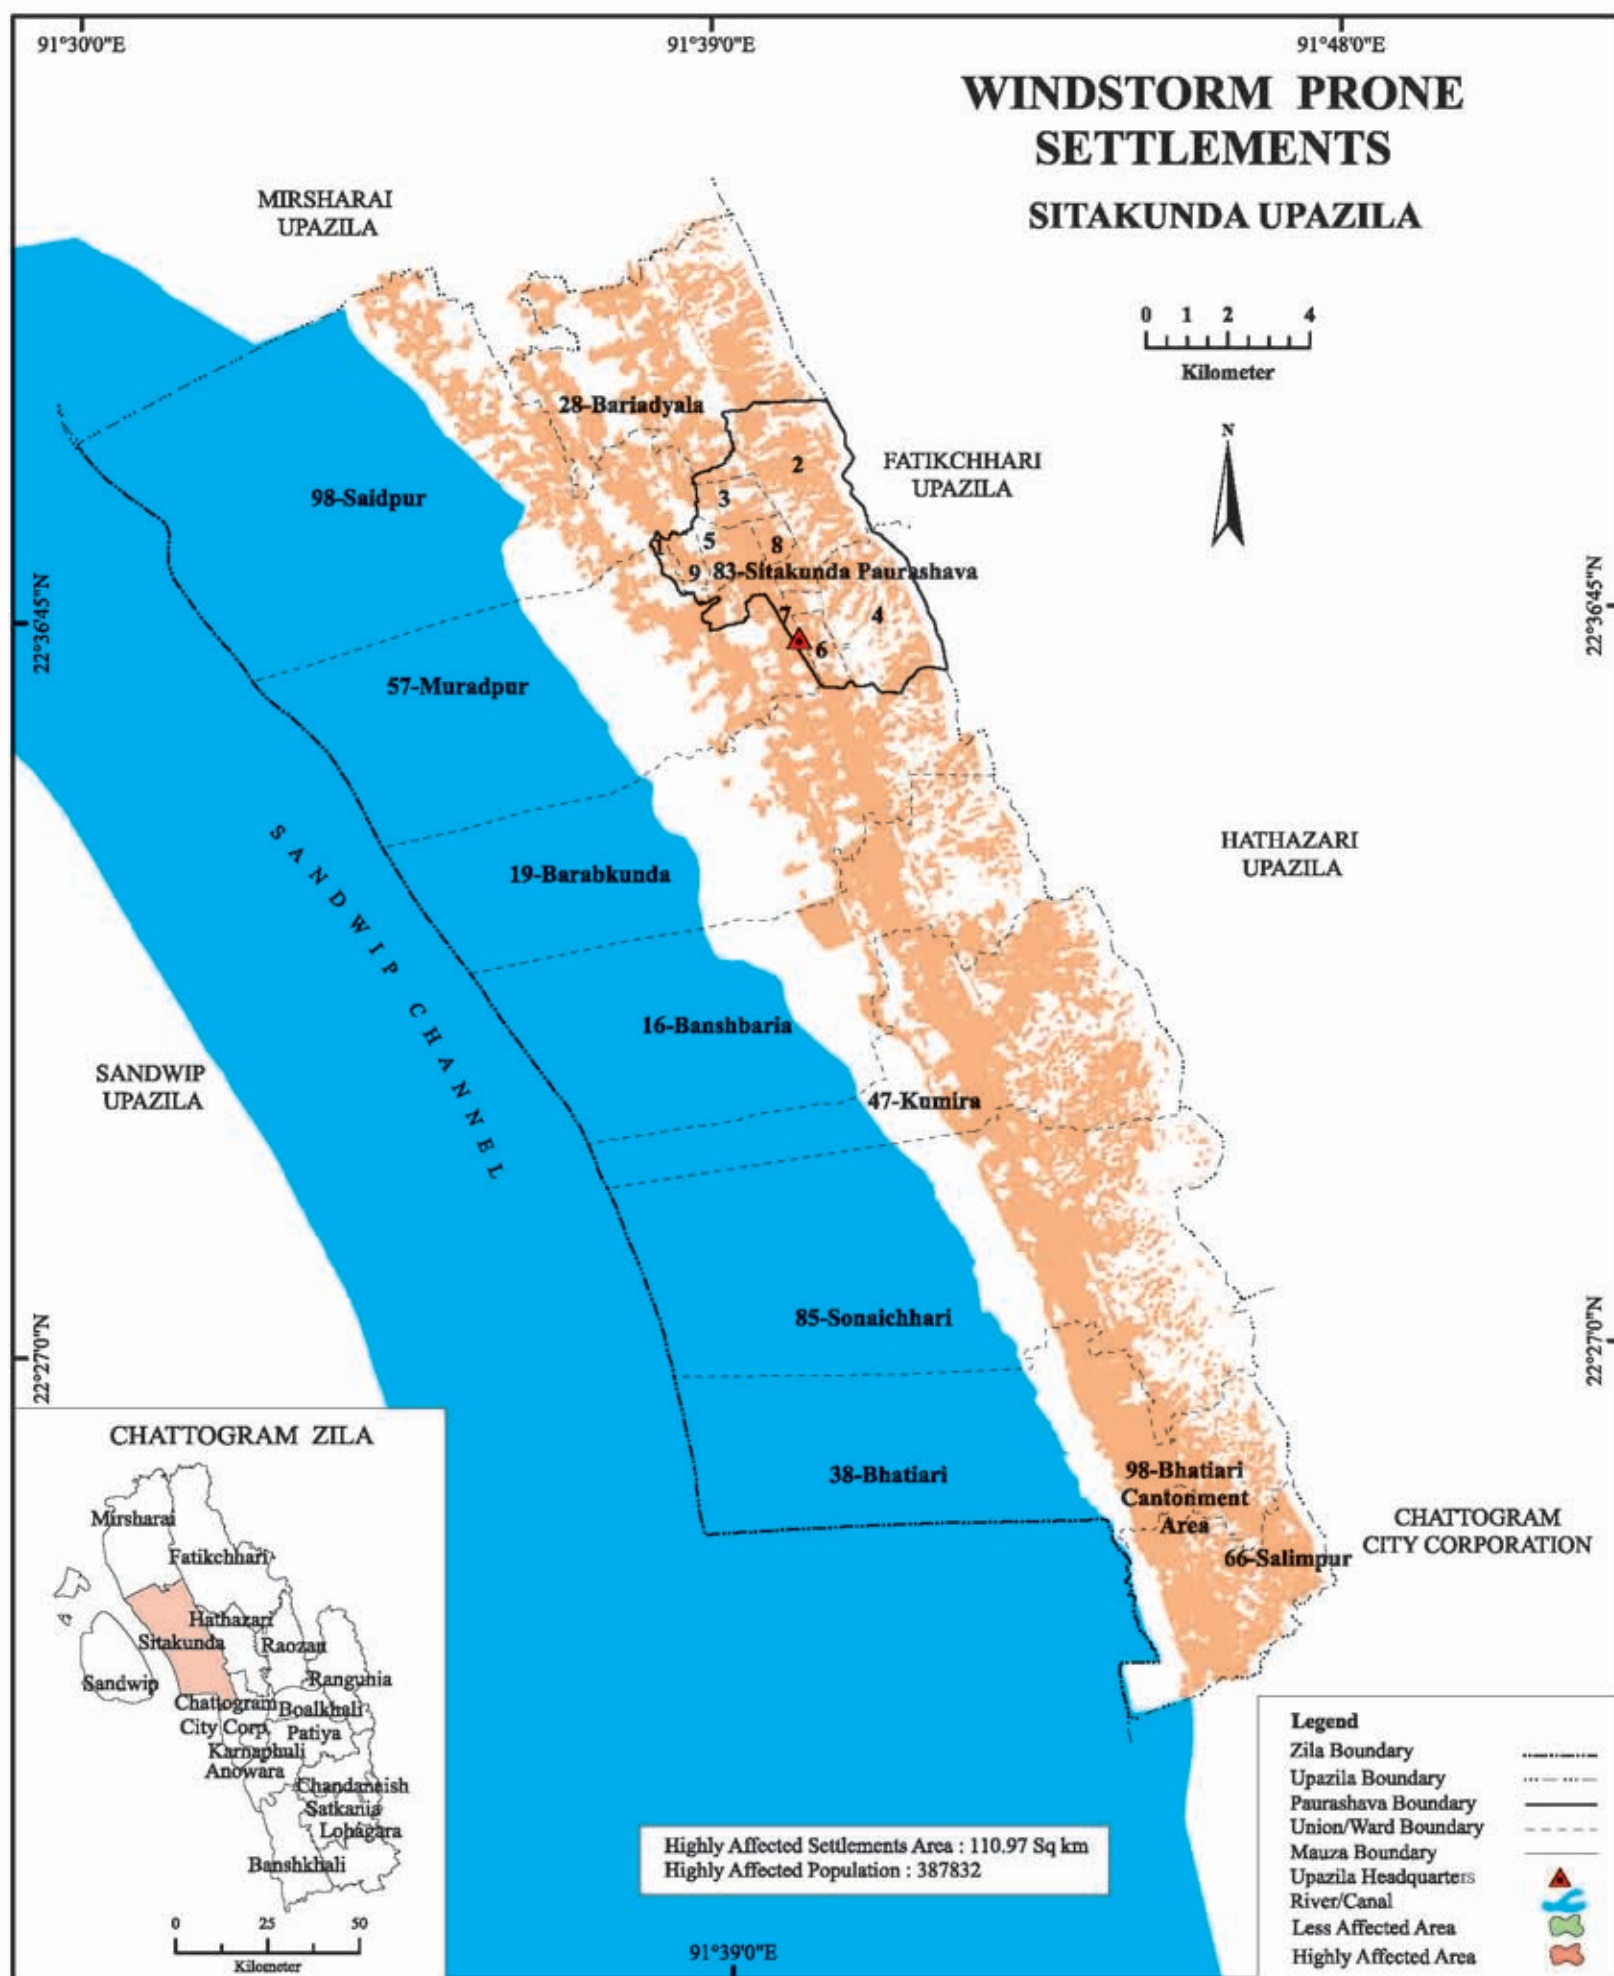 91°30'0"E
91°39'0"E
91°48'0"E
WINDSTORM PRONE
SETTLEMENTS
SITAKUNDA UPAZILA
MIRSHARAI
UPAZILA
0 1 2 4
Kilometer
N
28-Bariadyala
FATIKCHHARI
UPAZILA
2
98-Saidpur
3
1
5
8
9
83-Sitakunda Paurashava
7
4
6
22°36'45"N
22°36'45"N
57-Muradpur
SANDWIP CHANNEL
HATHAZARI
UPAZILA
19-Barabkunda
16-Banshbaria
SANDWIP
UPAZILA
47-Kumira
85-Sonaichhari
22°27'0"N
22°27'0"N
38-Bhatiari
98-Bhatiari
Cantonment
Area
66-Salimpur
CHATTOGRAM
CITY CORPORATION
CHATTOGRAM ZILA
Mirsharai
Fatikchhari
Hathazari
Sitakunda
Raozan
Sandwip
Rangunia
Chattogram
City Corp.
Boalkhali
Patiya
Karnaphuli
Anowara
Chandanaish
Satkania
Lohagara
Banshkhali
0 25 50
Kilometer
Highly Affected Settlements Area : 110.97 Sq km
Highly Affected Population : 387832
91°39'0"E
Legend
Zila Boundary
Upazila Boundary
Paurashava Boundary
Union/Ward Boundary
Mauza Boundary
Upazila Headquarters
River/Canal
Less Affected Area
Highly Affected Area